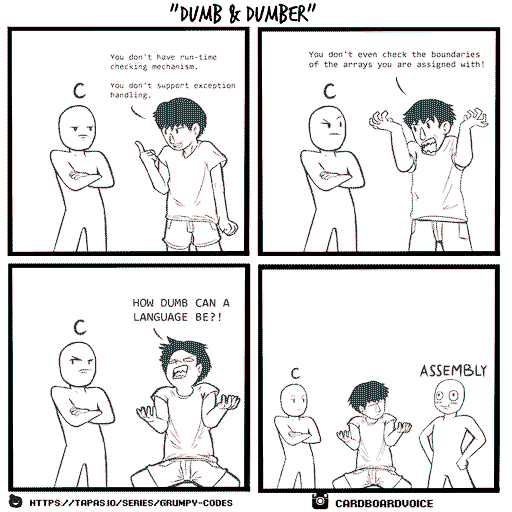 "DUMB & DUMBER"
You don't have run-time
checking mechanism.
You don't support exception
handling.
C
You don't even check the boundaries
of the arrays you are assigned with!
C
HOW DUMB CAN A
LANGUAGE BE?!
C
C
ASSEMBLY
HTTPS://TAPAS.IO/SERIES/GRUMPY-CODES
CARDBOARDVOICE